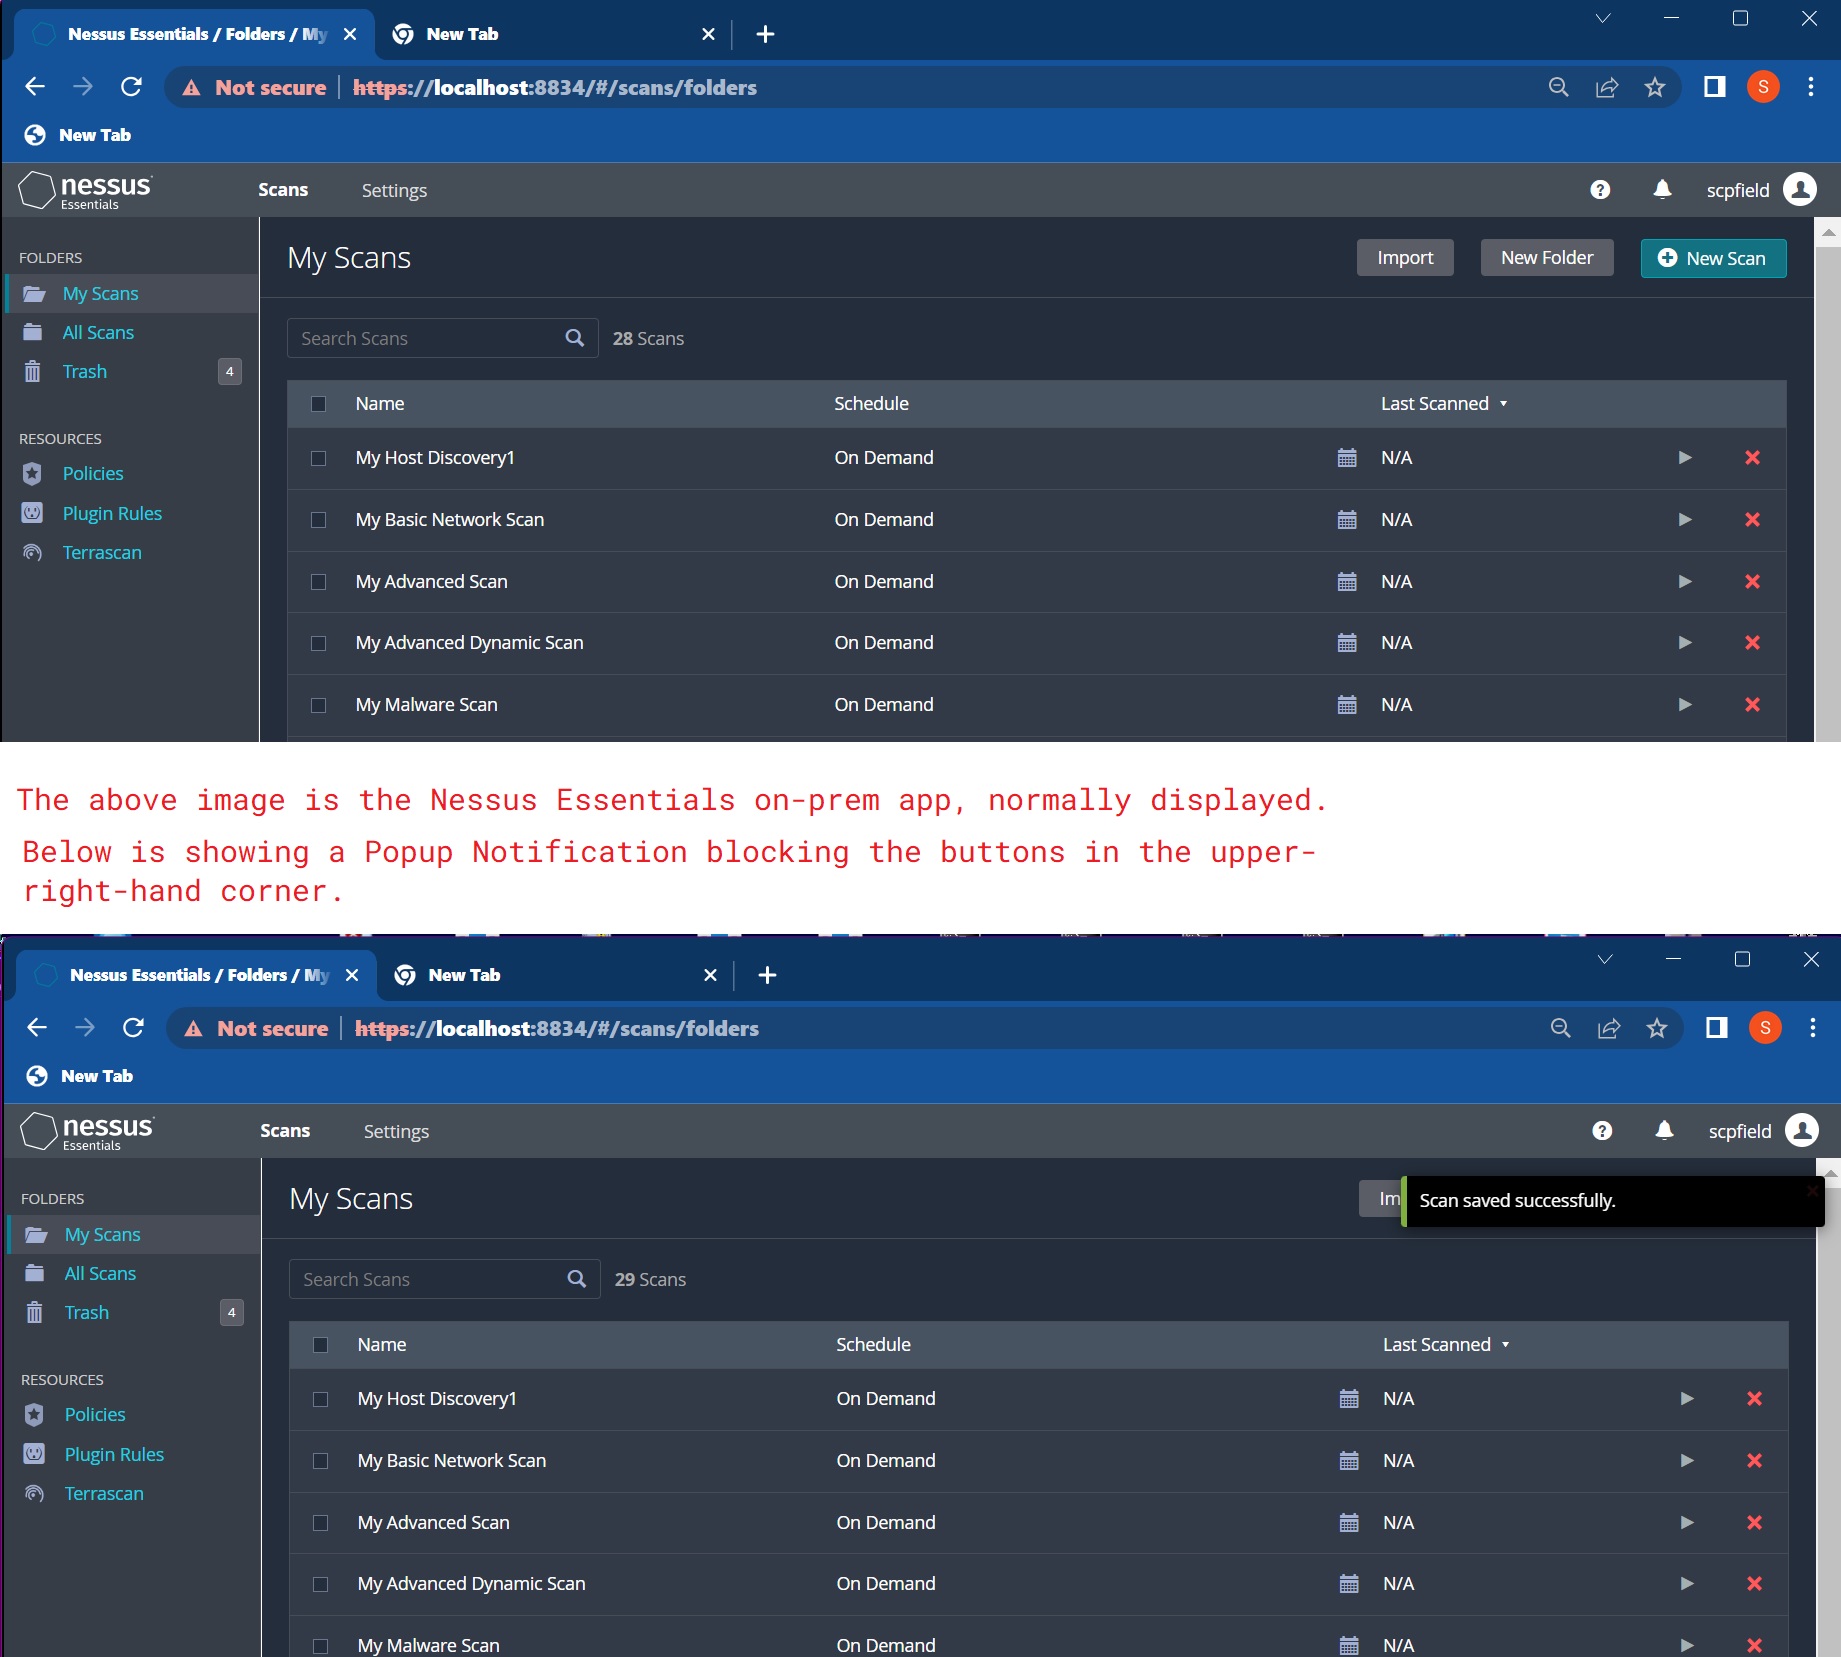 Nessus Essentials / Folders / My
New Tab
Not secure https://localhost:8834/#/scans/folders
S
New Tab
nessus
Essentials
Scans
Settings
scpfield
FOLDERS
My Scans
All Scans
Trash 4
RESOURCES
Policies
Plugin Rules
Terrascan
My Scans
Import
New Folder
New Scan
Search Scans
28 Scans
Name Schedule Last Scanned
My Host Discovery1 On Demand N/A
My Basic Network Scan On Demand N/A
My Advanced Scan On Demand N/A
My Advanced Dynamic Scan On Demand N/A
My Malware Scan On Demand N/A
The above image is the Nessus Essentials on-prem app, normally displayed.
Below is showing a Popup Notification blocking the buttons in the upper-
right-hand corner.
Nessus Essentials / Folders / My
New Tab
Not secure https://localhost:8834/#/scans/folders
S
New Tab
nessus
Essentials
Scans
Settings
scpfield
FOLDERS
My Scans
All Scans
Trash 4
RESOURCES
Policies
Plugin Rules
Terrascan
My Scans
Im
Scan saved successfully.
Search Scans
29 Scans
Name Schedule Last Scanned
My Host Discovery1 On Demand N/A
My Basic Network Scan On Demand N/A
My Advanced Scan On Demand N/A
My Advanced Dynamic Scan On Demand N/A
My Malware Scan On Demand N/A